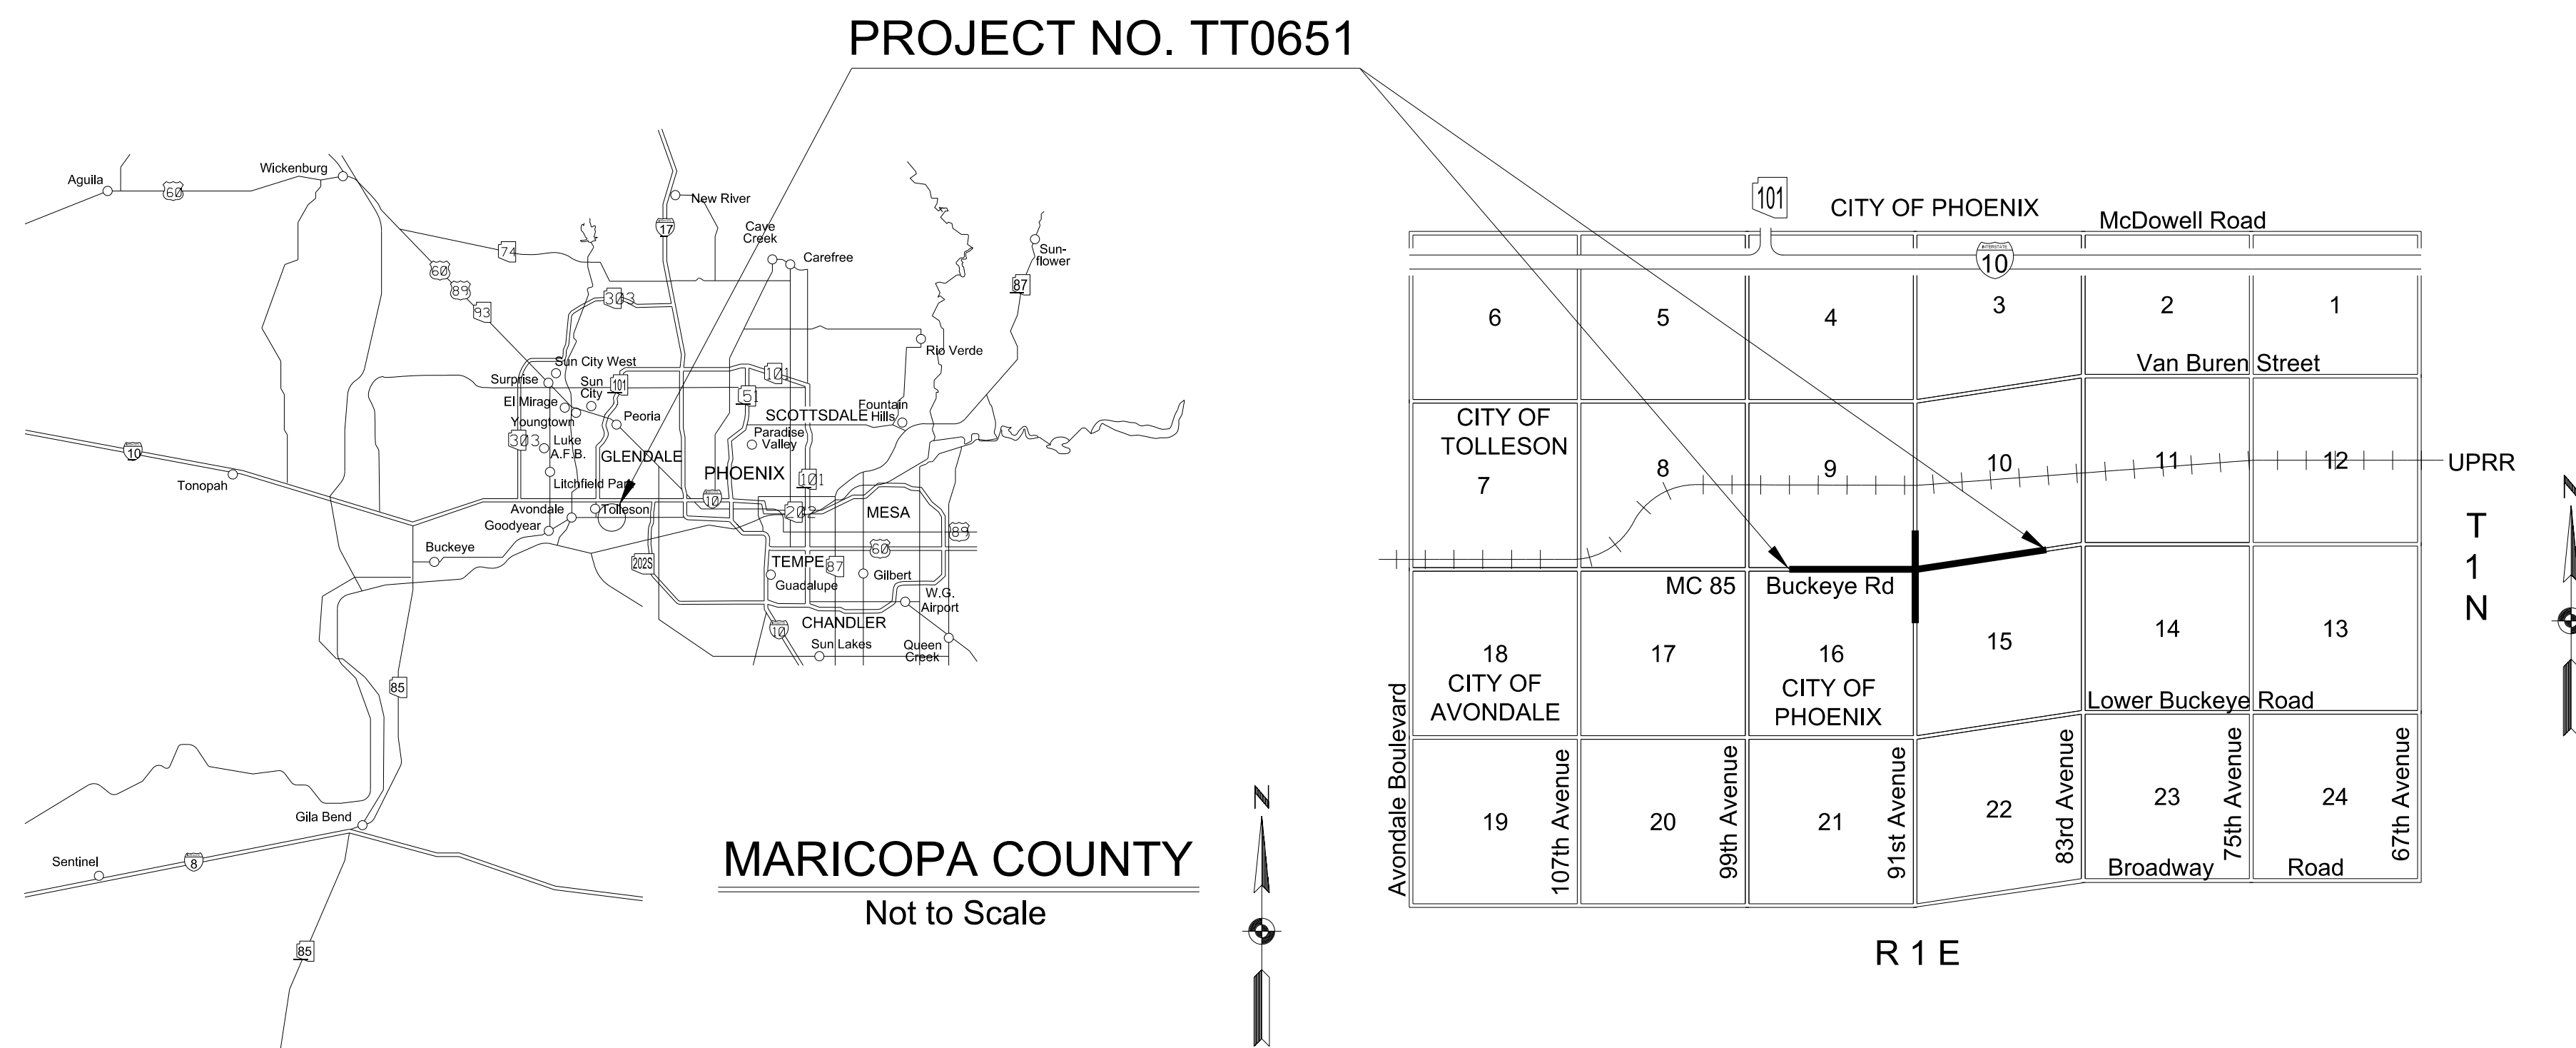 PROJECT NO. TT0651
Aguila
60
Wickenburg
New River
17
Cave
Creek
Carefree
Sun-
flower
87
74
60
89
93
303
Rio Verde
Sun City West
Surprise
Sun
City
101
101
51
El Mirage
Youngtown
Peoria
SCOTTSDALE
Fountain
Hills
Paradise
Valley
303
Luke
A.F.B.
GLENDALE
PHOENIX
101
10
Tonopah
Litchfield Park
10
Avondale
Tolleson
Goodyear
202
MESA
89
Buckeye
202S
60
TEMPE
87
Guadalupe
Gilbert
W.G.
Airport
CHANDLER
10
Sun Lakes
Queen
Creek
85
Gila Bend
Sentinel
8
85
MARICOPA COUNTY
Not to Scale
N
101
CITY OF PHOENIX
McDowell Road
INTERSTATE
10
6
5
4
3
2
1
Van Buren Street
CITY OF
TOLLESON
7
8
9
10
11
12
UPRR
MC 85
Buckeye Rd
18
CITY OF
AVONDALE
17
16
CITY OF
PHOENIX
15
14
13
Lower Buckeye Road
Avondale Boulevard
19
107th Avenue
20
99th Avenue
21
91st Avenue
22
83rd Avenue
23
75th Avenue
24
67th Avenue
Broadway Road
R 1 E
T
1
N
N